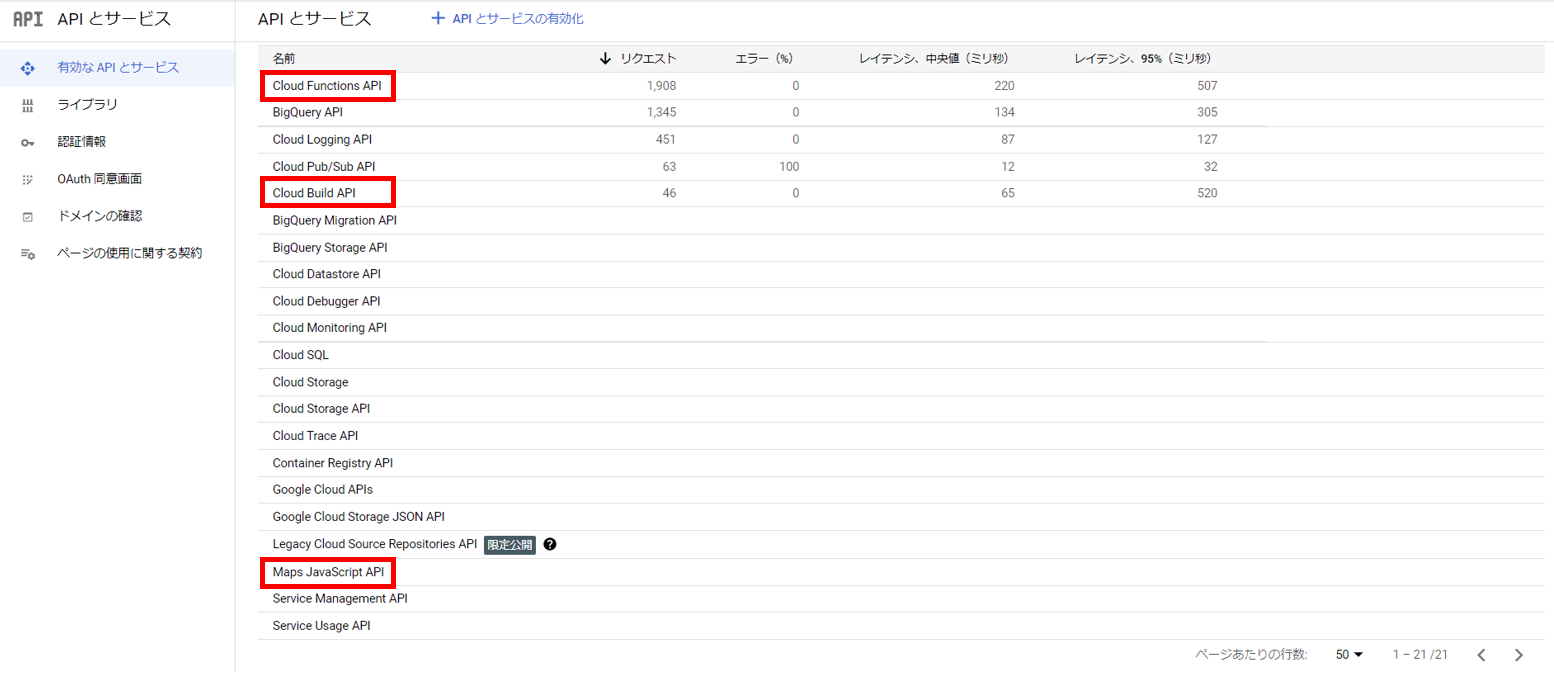 API API とサービス
有効な API とサービス
ライブラリ
認証情報
OAuth 同意画面
ドメインの確認
ページの使用に関する契約
API とサービス + API とサービスの有効化
名前 ↓ リクエスト エラー（%） レイテンシ、中央値（ミリ秒） レイテンシ、95%（ミリ秒）
Cloud Functions API 1,908 0 220 507
BigQuery API 1,345 0 134 305
Cloud Logging API 451 0 87 127
Cloud Pub/Sub API 63 100 12 32
Cloud Build API 46 0 65 520
BigQuery Migration API
BigQuery Storage API
Cloud Datastore API
Cloud Debugger API
Cloud Monitoring API
Cloud SQL
Cloud Storage
Cloud Storage API
Cloud Trace API
Container Registry API
Google Cloud APIs
Google Cloud Storage JSON API
Legacy Cloud Source Repositories API 限定公開 ?
Maps JavaScript API
Service Management API
Service Usage API
ページあたりの行数: 50 1 – 21 /21